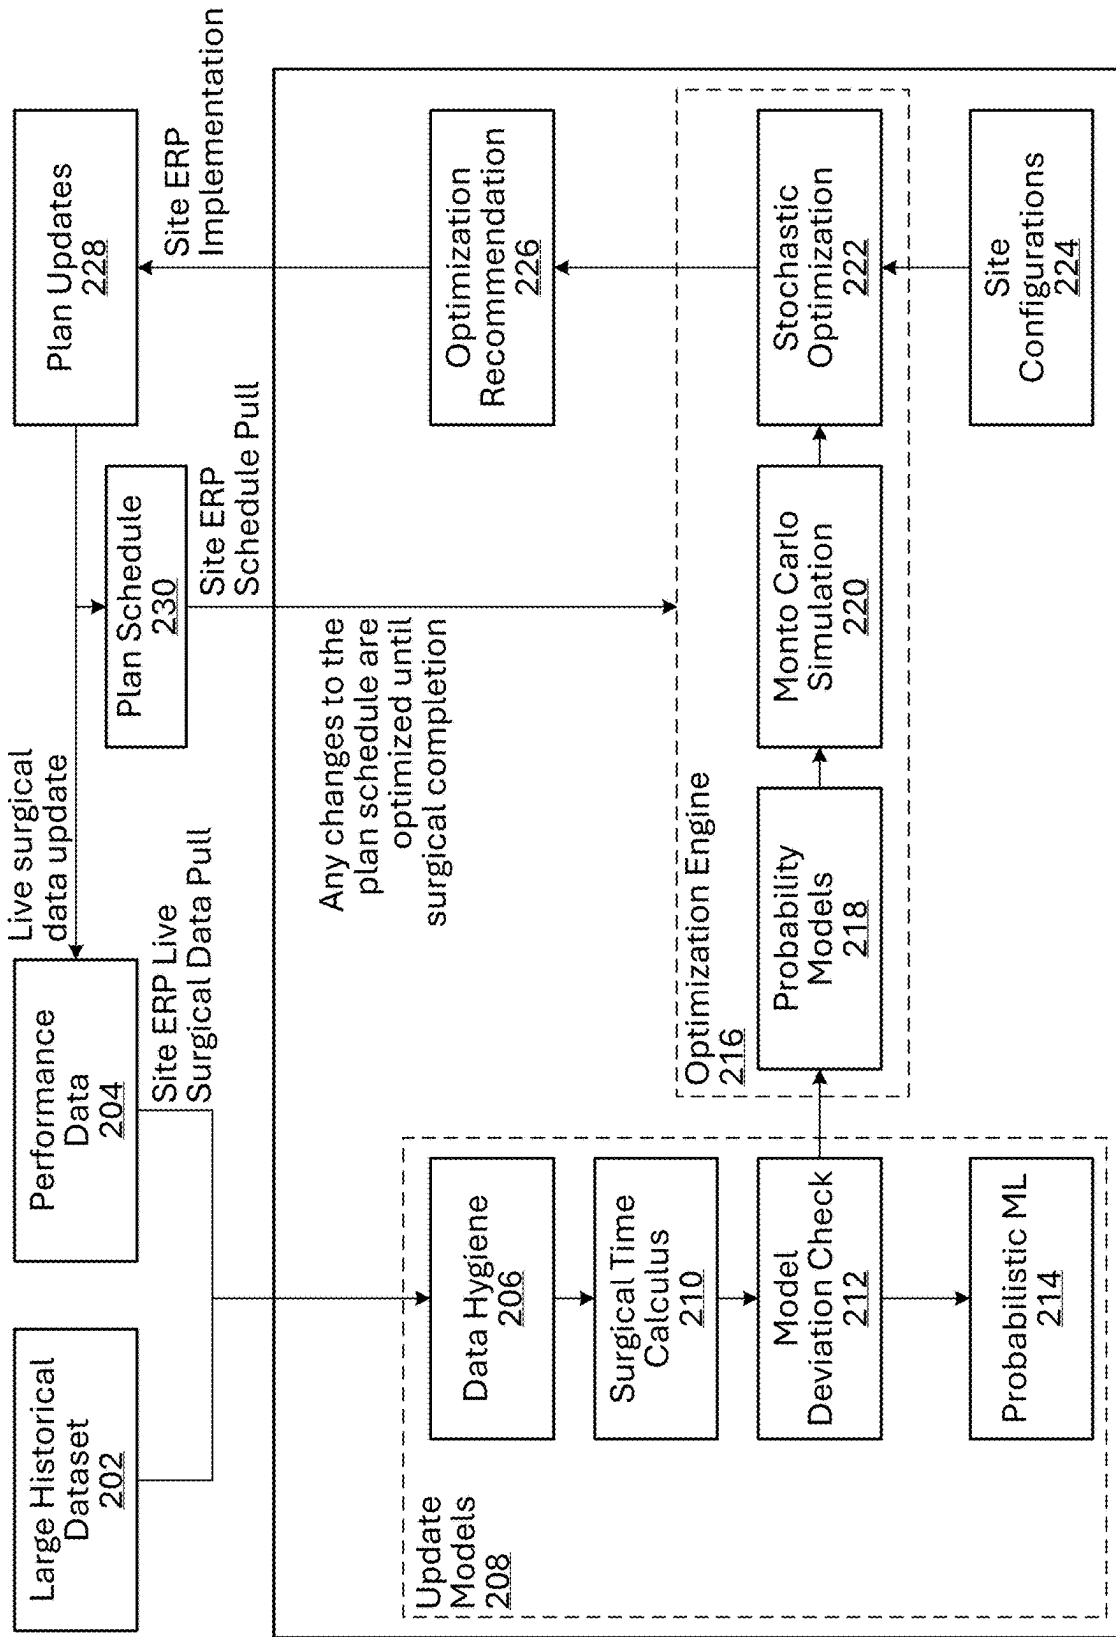 Large Historical
Dataset
202
Performance
Data
204
Live surgical
data update
Plan Schedule
230
Plan Updates
228
Site ERP Live
Surgical Data Pull
Site ERP
Schedule Pull
Site ERP
Implementation
Any changes to the
plan schedule are
optimized until
surgical completion
Update
Models
208
Data Hygiene
206
Surgical Time
Calculus
210
Model
Deviation Check
212
Probabilistic ML
214
Optimization Engine
216
Probability
Models
218
Monto Carlo
Simulation
220
Stochastic
Optimization
222
Site
Configurations
224
Optimization
Recommendation
226